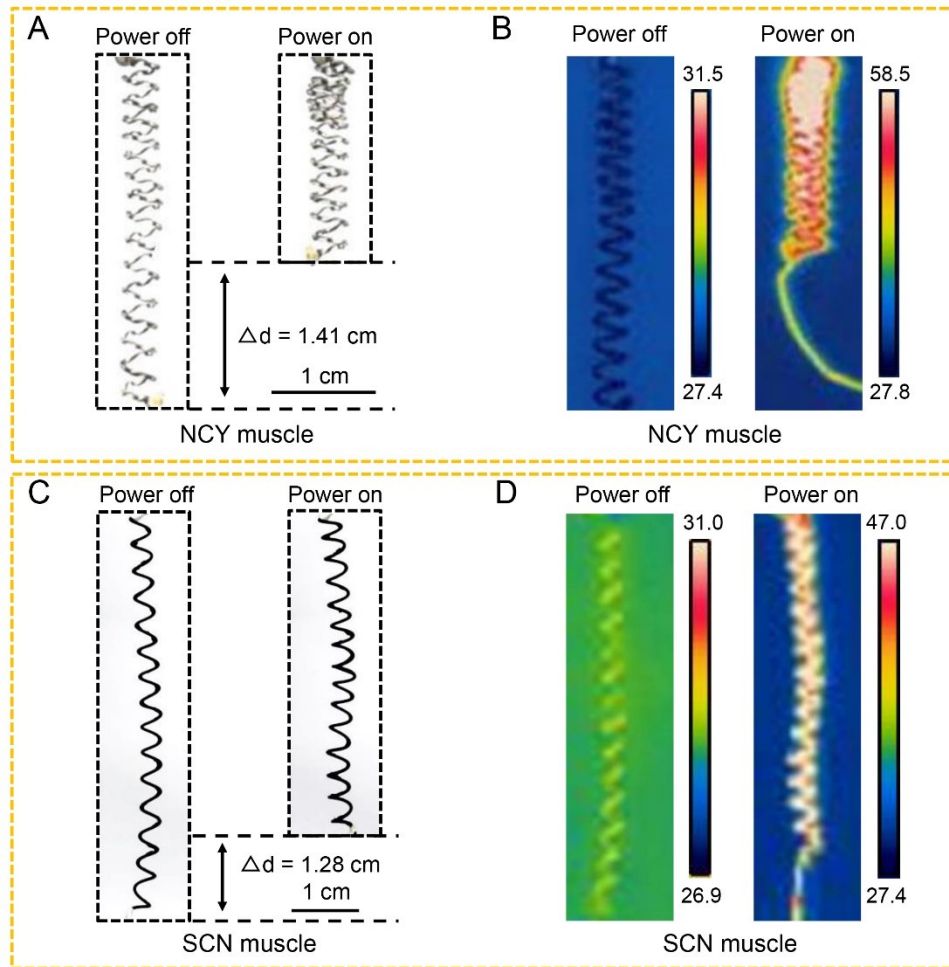 A
Power off
Power on
△d = 1.41 cm
1 cm
NCY muscle
B
Power off
Power on
31.5
27.4
58.5
27.8
NCY muscle
C
Power off
Power on
△d = 1.28 cm
1 cm
SCN muscle
D
Power off
Power on
31.0
26.9
47.0
27.4
SCN muscle